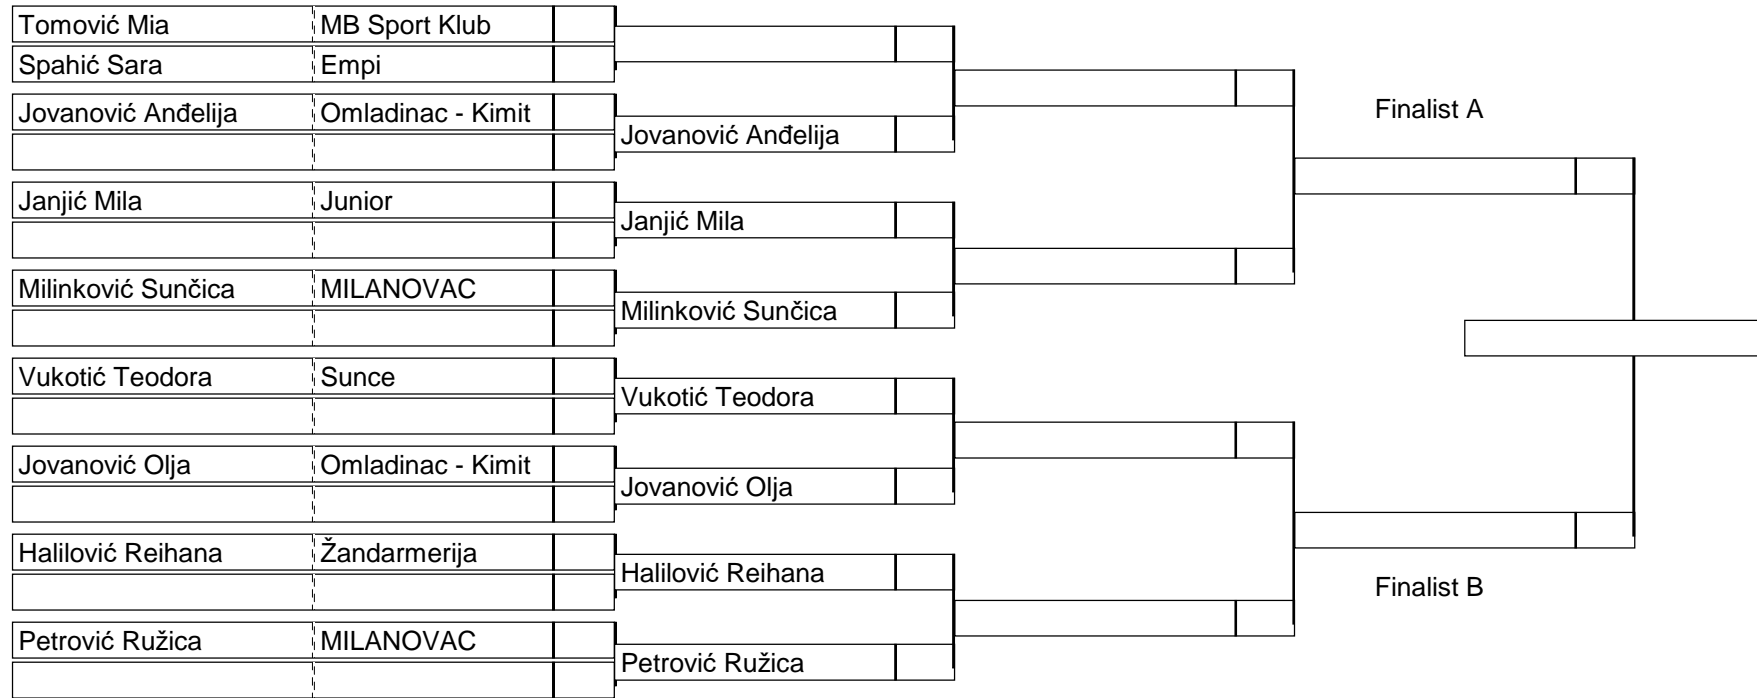 Tomović Mia MB Sport Klub
Spahić Sara Empi
Jovanović Anđelija Omladinac - Kimit
Janjić Mila Junior
Milinković Sunčica MILANOVAC
Vukotić Teodora Sunce
Jovanović Olja Omladinac - Kimit
Halilović Reihana Žandarmerija
Petrović Ružica MILANOVAC
Jovanović Anđelija
Janjić Mila
Milinković Sunčica
Vukotić Teodora
Jovanović Olja
Halilović Reihana
Petrović Ružica
Finalist A
Finalist B